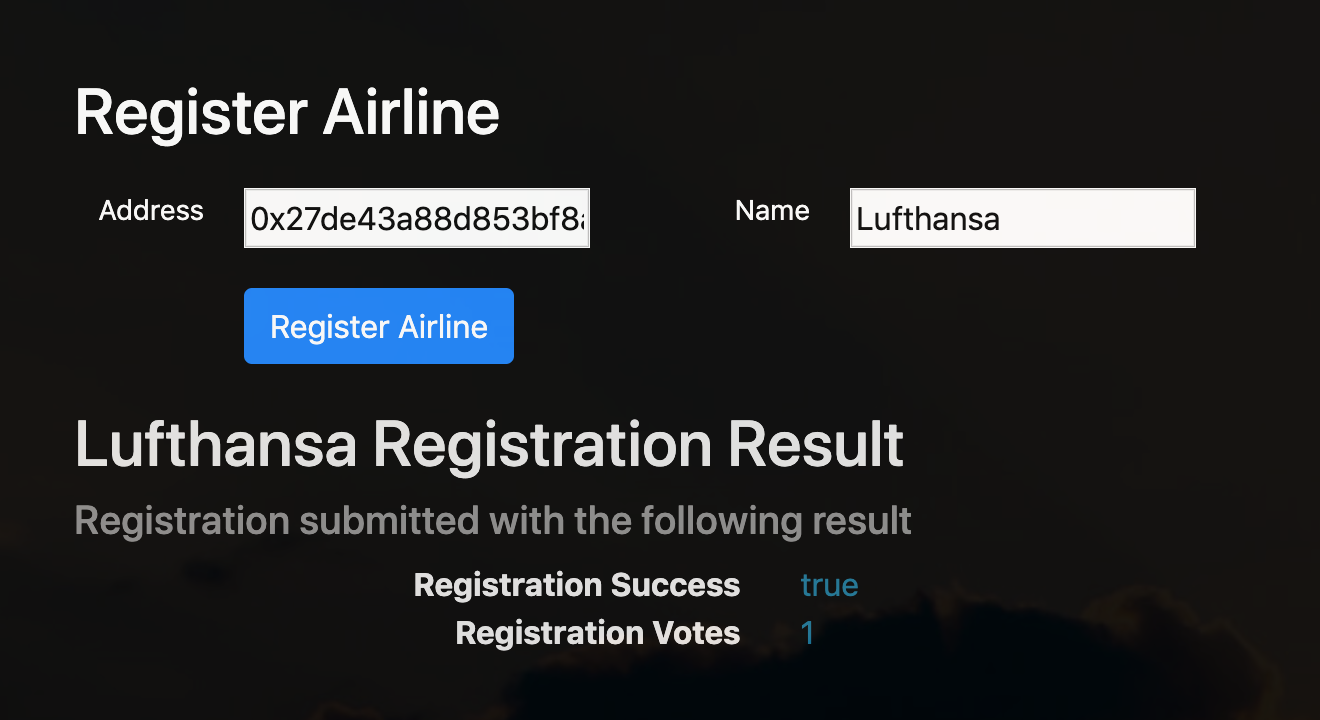 Register Airline
Address 0x27de43a88d853bf8 Name Lufthansa
Register Airline
Lufthansa Registration Result
Registration submitted with the following result
Registration Success true
Registration Votes 1